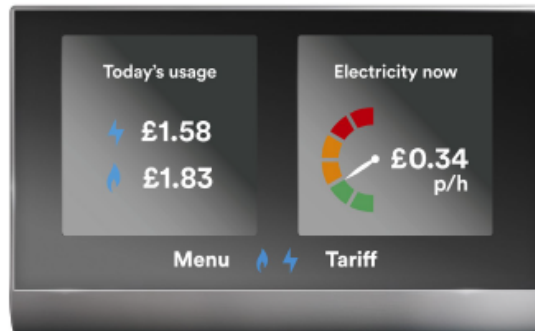 Today's usage
£1.58
£1.83
Electricity now
£0.34
p/h
Menu
Tariff